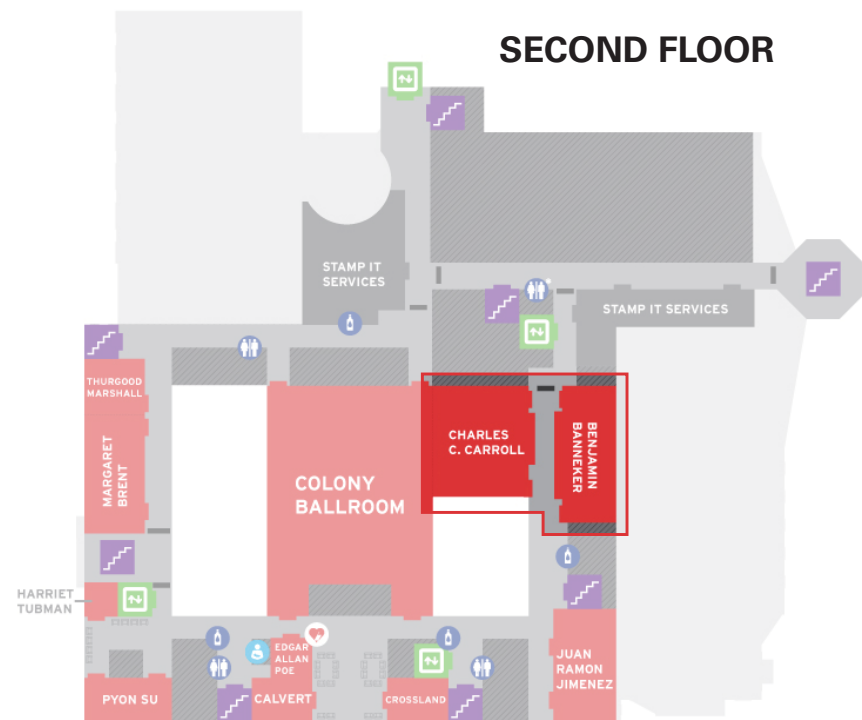 SECOND FLOOR
STAMP IT
SERVICES
STAMP IT SERVICES
THURGOOD
MARSHALL
MARGARET
BRENT
CHARLES
C. CARROLL
BENJAMIN
BANNEKER
COLONY
BALLROOM
HARRIET
TUBMAN
EDGAR
ALLAN
POE
JUAN
RAMON
JIMENEZ
PYON SU
CALVERT
CROSSLAND